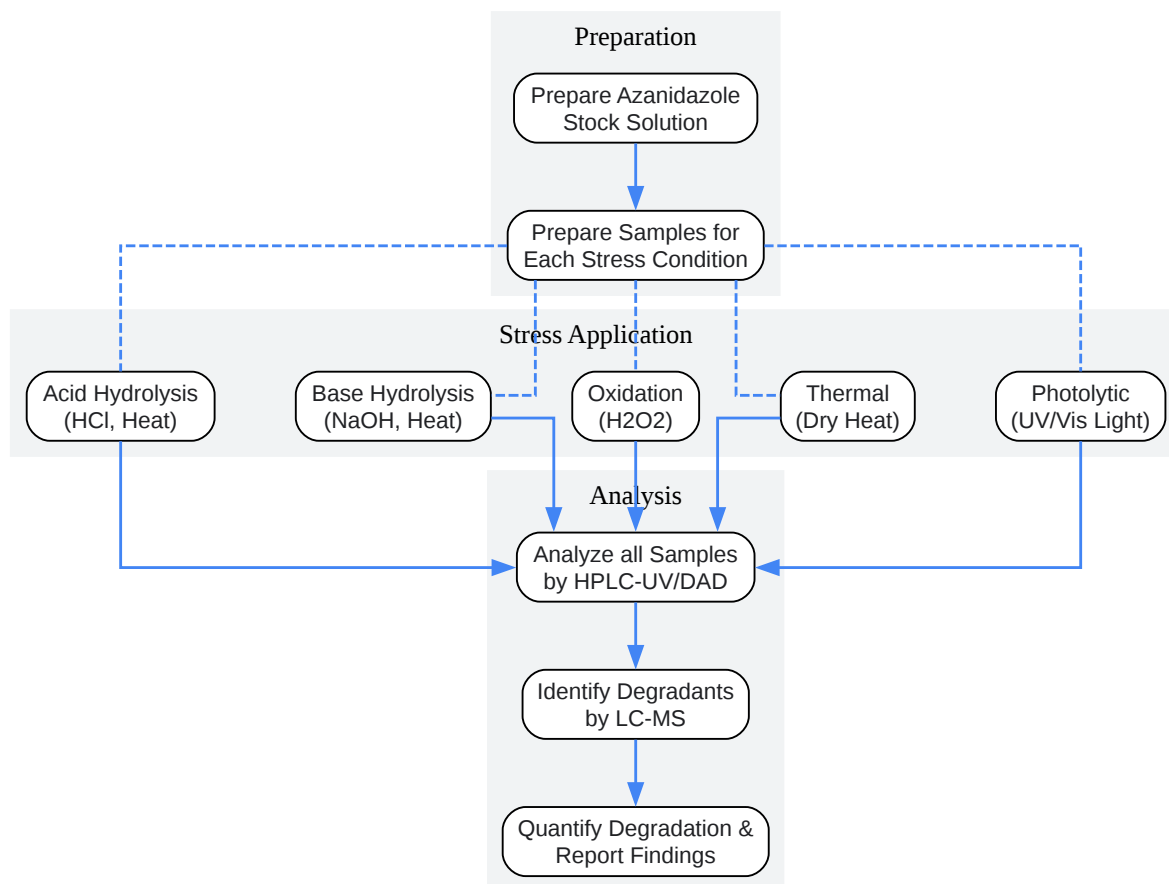 Preparation
Prepare Azanidazole
Stock Solution
Prepare Samples for
Each Stress Condition
Stress Application
Acid Hydrolysis
(HCl, Heat)
Base Hydrolysis
(NaOH, Heat)
Oxidation
(H2O2)
Thermal
(Dry Heat)
Photolytic
(UV/Vis Light)
Analysis
Analyze all Samples
by HPLC-UV/DAD
Identify Degradants
by LC-MS
Quantify Degradation &
Report Findings